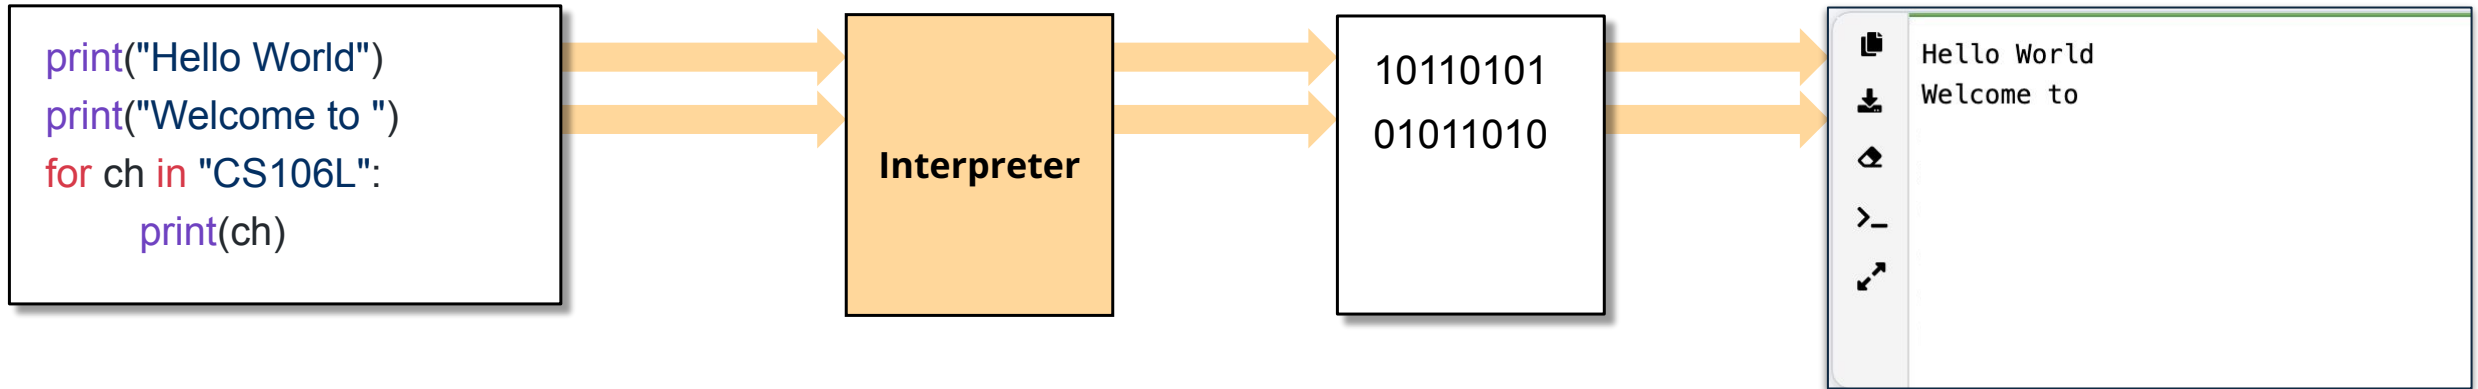 print("Hello World")
print("Welcome to ")
for ch in "CS106L":
print(ch)
Interpreter
10110101
01011010
Hello World
Welcome to